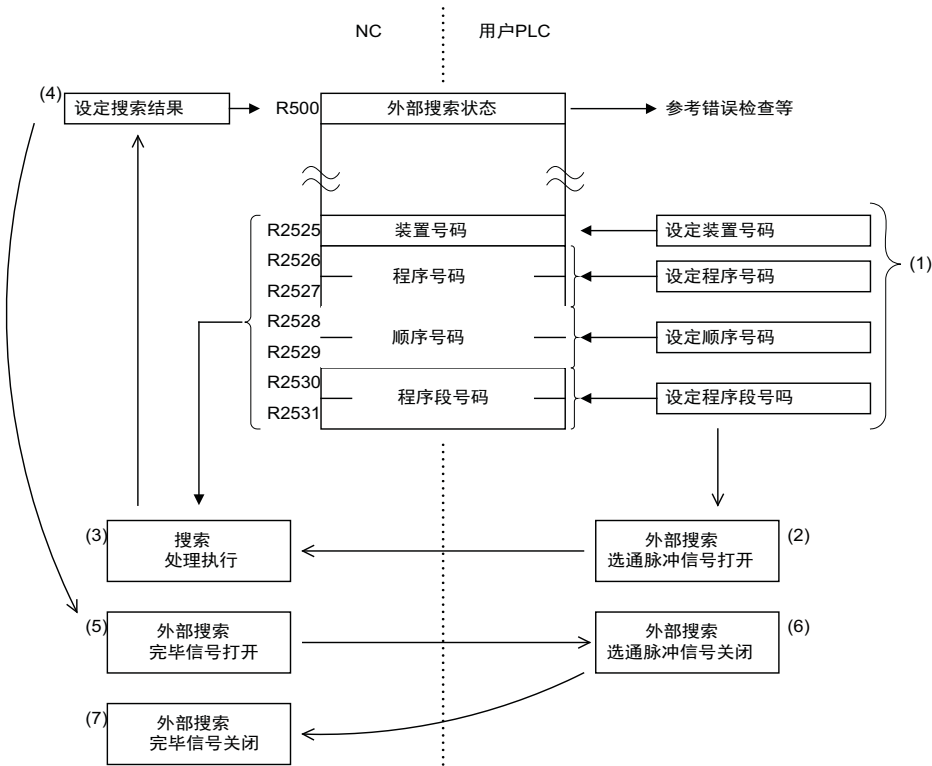 NC
用户PLC
(4)
设定搜索结果
R500
外部搜索状态
参考错误检查等
R2525
装置号码
设定装置号码
(1)
R2526
程序号码
设定程序号码
R2527
R2528
顺序号码
设定顺序号码
R2529
R2530
程序段号码
设定程序段号吗
R2531
(3)
搜索
处理执行
外部搜索
选通脉冲信号打开
(2)
(5)
外部搜索
完毕信号打开
外部搜索
选通脉冲信号关闭
(6)
(7)
外部搜索
完毕信号关闭